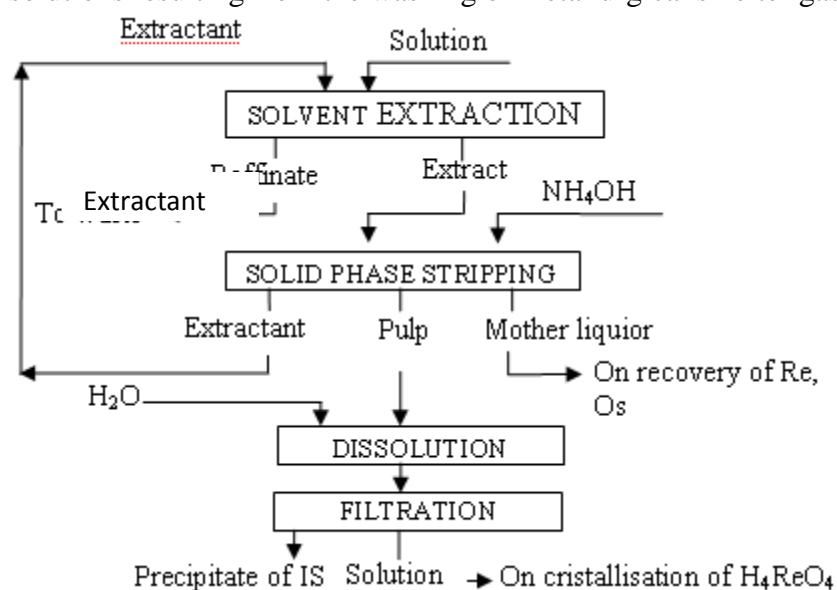 Extractant
Solution
SOLVENT EXTRACTION
Extract
NH₄OH
Extractant
SOLID PHASE STRIPPING
Extractant
Pulp
Mother liquior
On recovery of Re,
Os
H₂O
DISSOLUTION
FILTRATION
Precipitate of IS
Solution
On cristallisation of H₄ReO₄